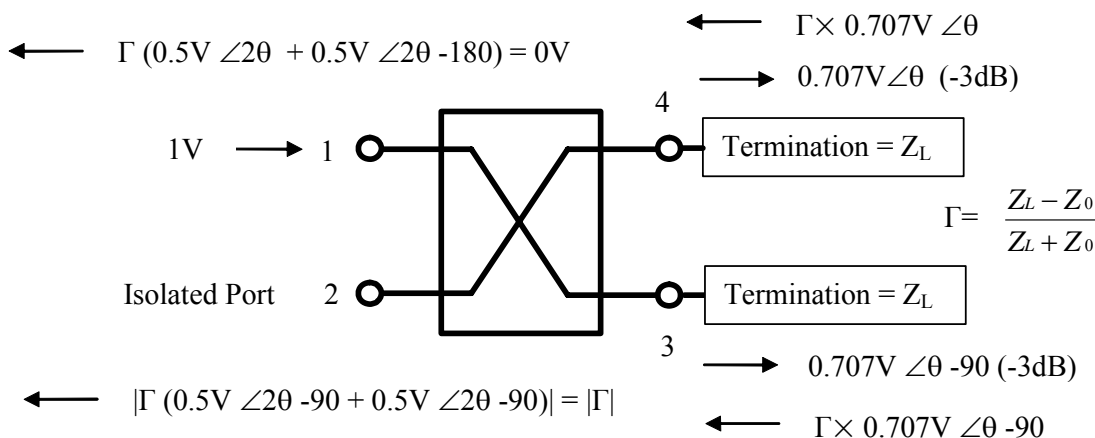 Γ× 0.707V ∠θ
Γ (0.5V ∠2θ + 0.5V ∠2θ -180) = 0V
0.707V∠θ (-3dB)
4
1V
1
Termination = Z_L
Γ= (Z_L − Z_0) / (Z_L + Z_0)
Isolated Port
2
Termination = Z_L
3
0.707V ∠θ -90 (-3dB)
|Γ (0.5V ∠2θ -90 + 0.5V ∠2θ -90)| = |Γ|
Γ× 0.707V ∠θ -90